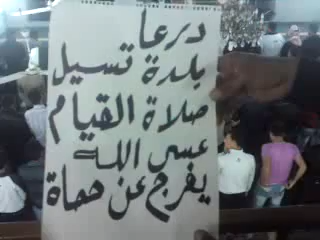 درعا
بلدة تسيل
صلاة القيام
عسى الله
يفرج عن حماة